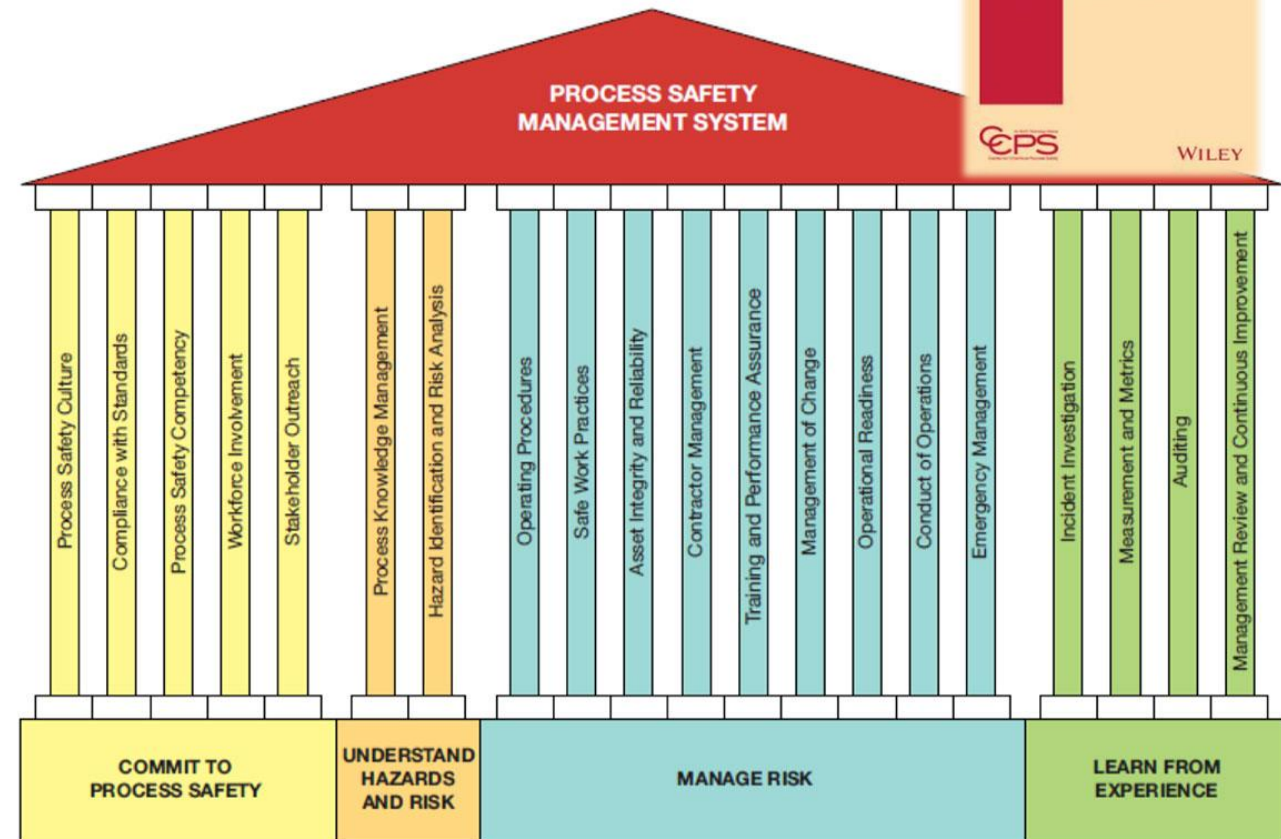 PROCESS SAFETY
MANAGEMENT SYSTEM
CCPS
WILEY
Process Safety Culture
Compliance with Standards
Process Safety Competency
Workforce Involvement
Stakeholder Outreach
Process Knowledge Management
Hazard Identification and Risk Analysis
Operating Procedures
Safe Work Practices
Asset Integrity and Reliability
Contractor Management
Training and Performance Assurance
Management of Change
Operational Readiness
Conduct of Operations
Emergency Management
Incident Investigation
Measurement and Metrics
Auditing
Management Review and Continuous Improvement
COMMIT TO
PROCESS SAFETY
UNDERSTAND
HAZARDS
AND RISK
MANAGE RISK
LEARN FROM
EXPERIENCE